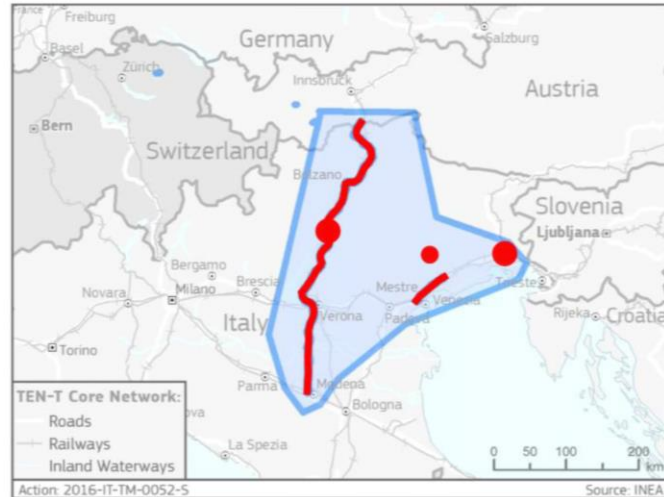 France
Freiburg
Germany
Salzburg
Basel
Zürich
Innsbruck
Austria
Bern
Switzerland
Bolzano
Slovenia
Ljubljana
Bergamo
Brescia
Mestre
Trieste
Novara
Milano
Verona
Padova
Venezia
Rijeka
Croatia
Italy
Torino
Parma
Modena
Bologna
La Spezia
TEN-T Core Network:
Roads
Railways
Inland Waterways
0 50 100 200
km
Action: 2016-IT-TM-0052-S
Source: INEA